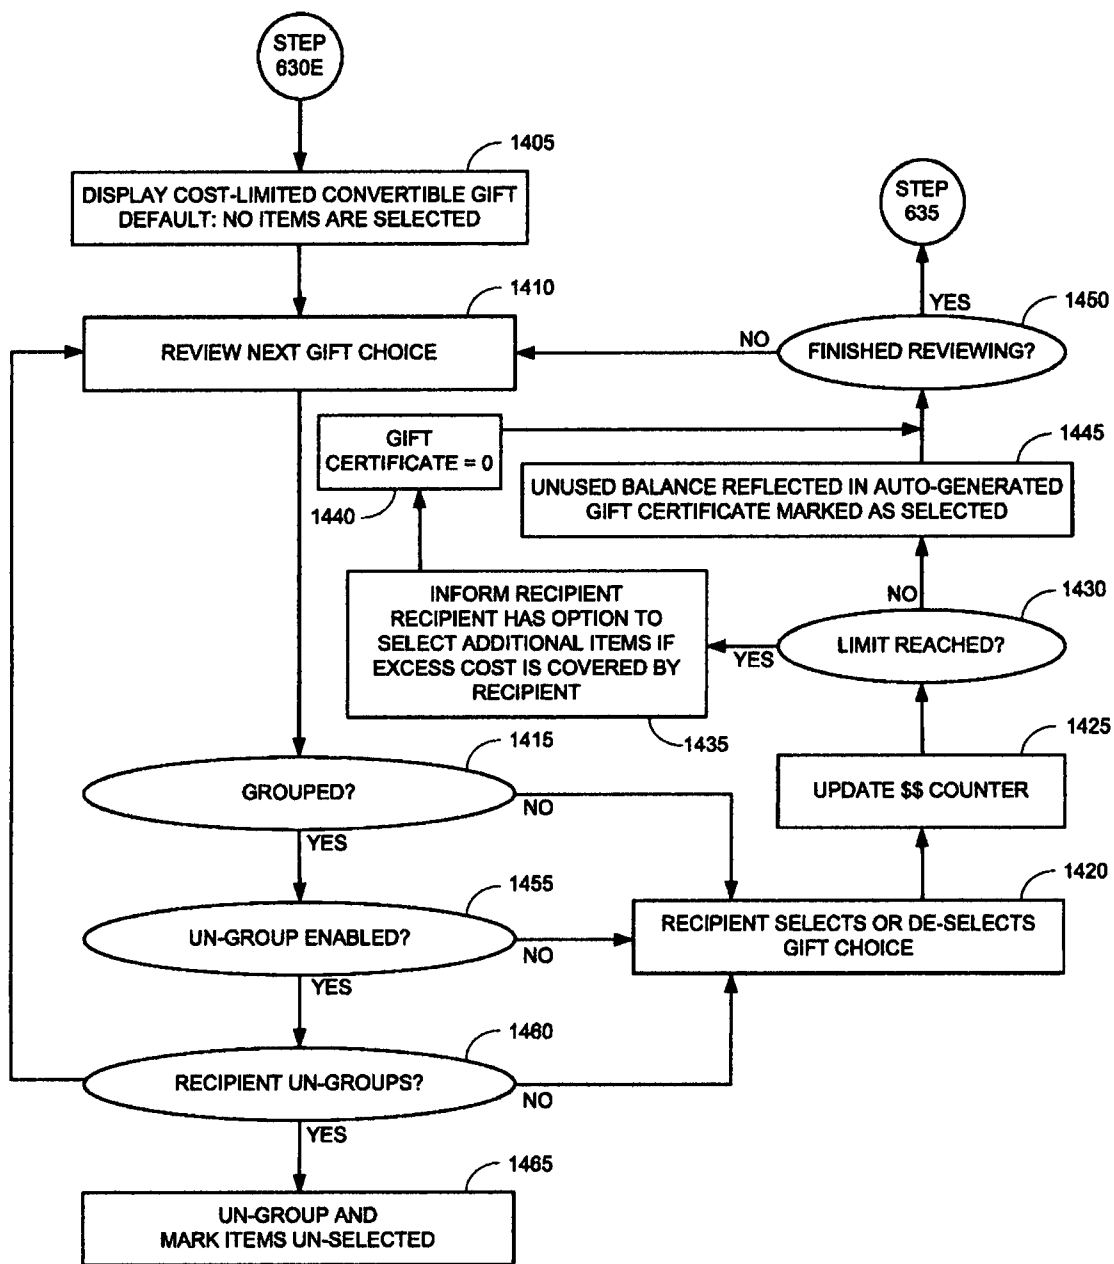 STEP
630E
1405
DISPLAY COST-LIMITED CONVERTIBLE GIFT
DEFAULT: NO ITEMS ARE SELECTED
STEP
635
1410
REVIEW NEXT GIFT CHOICE
YES
1450
NO
FINISHED REVIEWING?
GIFT
CERTIFICATE = 0
1440
1445
UNUSED BALANCE REFLECTED IN AUTO-GENERATED
GIFT CERTIFICATE MARKED AS SELECTED
INFORM RECIPIENT
RECIPIENT HAS OPTION TO
SELECT ADDITIONAL ITEMS IF
EXCESS COST IS COVERED BY
RECIPIENT
1435
NO
1430
LIMIT REACHED?
YES
1415
GROUPED?
NO
YES
1425
UPDATE $$ COUNTER
1455
UN-GROUP ENABLED?
NO
YES
1420
RECIPIENT SELECTS OR DE-SELECTS
GIFT CHOICE
1460
RECIPIENT UN-GROUPS?
NO
YES
1465
UN-GROUP AND
MARK ITEMS UN-SELECTED